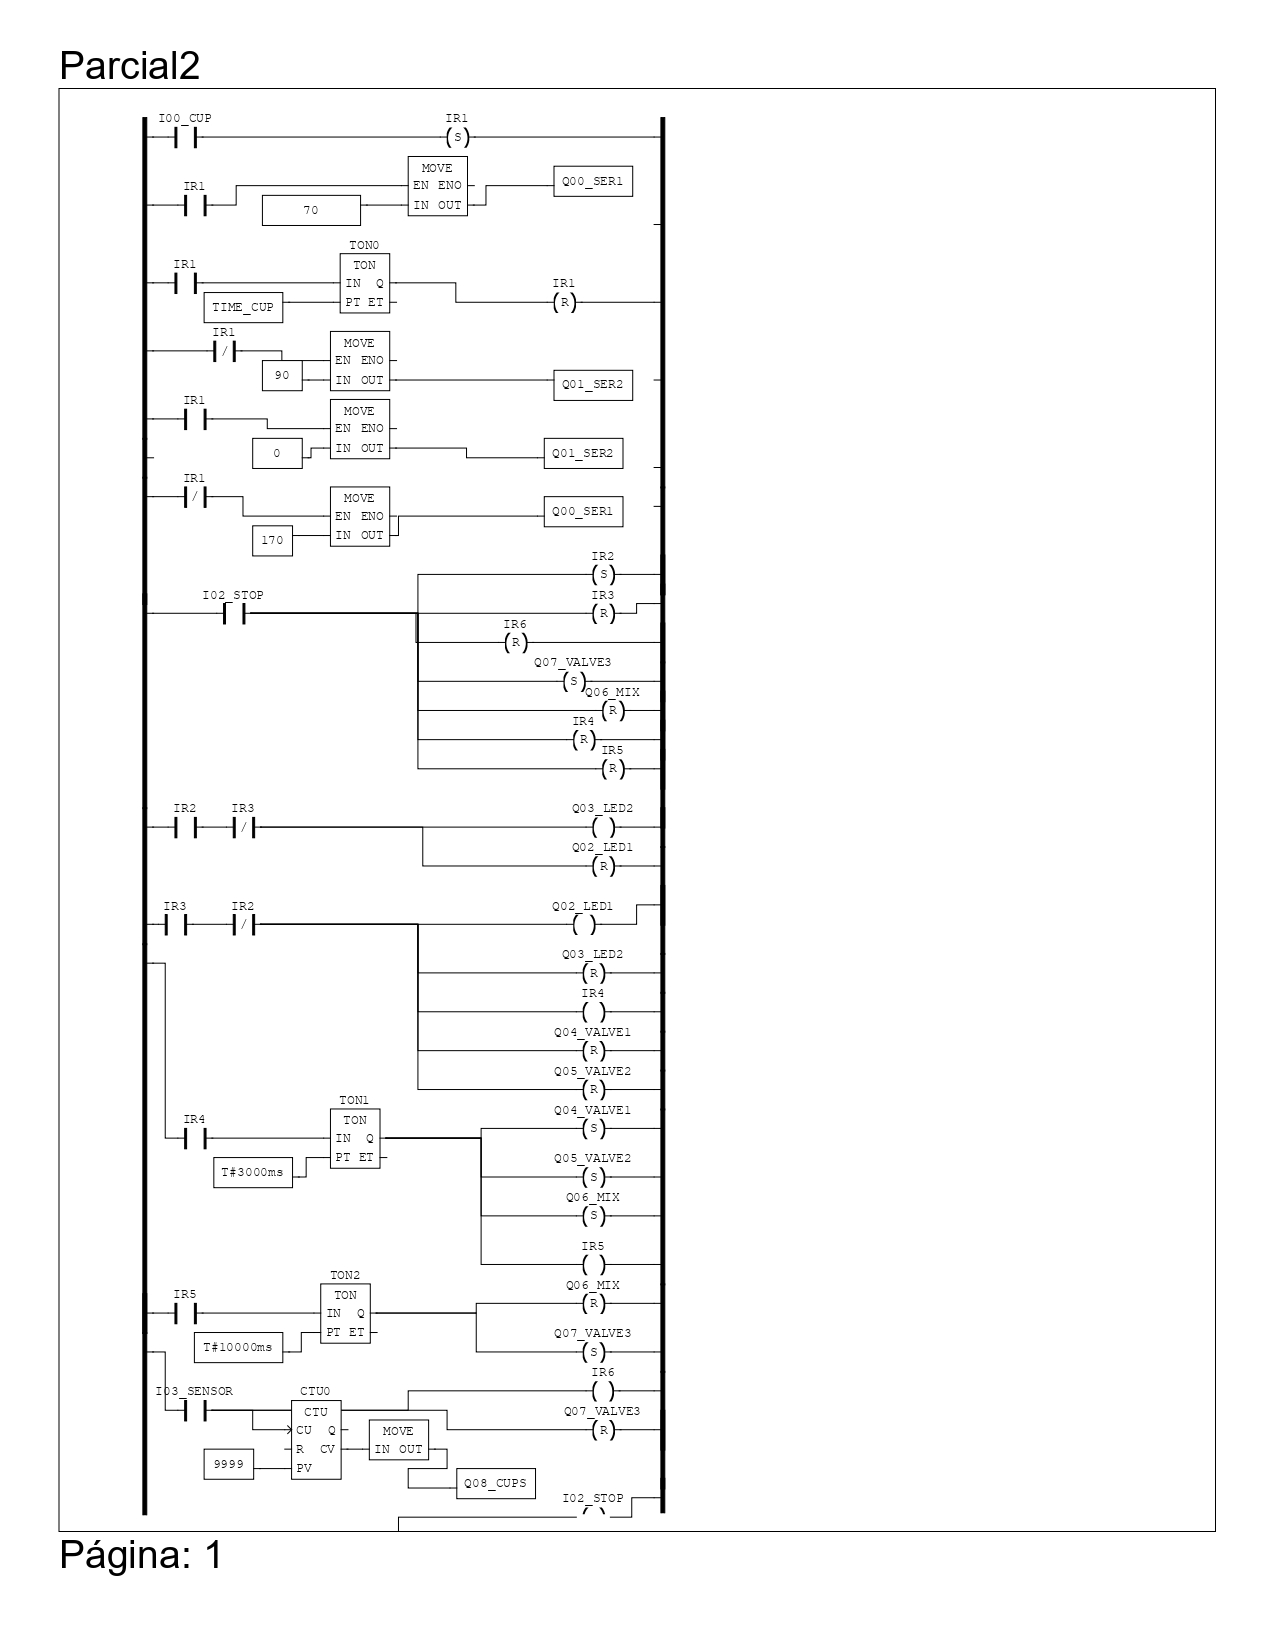 Parcial2
I00_CUP
IR1
S
IR1
MOVE
EN ENO
IN OUT
70
Q00_SER1
IR1
TON0
TON
IN Q
PT ET
TIME_CUP
IR1
R
IR1
/
MOVE
EN ENO
IN OUT
90
Q01_SER2
IR1
MOVE
EN ENO
IN OUT
0
Q01_SER2
IR1
/
MOVE
EN ENO
IN OUT
170
Q00_SER1
I02_STOP
IR2
S
IR3
R
IR6
R
Q07_VALVE3
S
Q06_MIX
R
IR4
R
IR5
R
IR2
IR3
/
Q03_LED2
Q02_LED1
R
IR3
IR2
/
Q02_LED1
Q03_LED2
R
IR4
Q04_VALVE1
R
Q05_VALVE2
R
IR4
TON1
TON
IN Q
PT ET
T#3000ms
Q04_VALVE1
S
Q05_VALVE2
S
Q06_MIX
S
IR5
IR5
TON2
TON
IN Q
PT ET
T#10000ms
Q06_MIX
R
Q07_VALVE3
S
I03_SENSOR
CTU0
CTU
CU Q
R CV
PV
9999
MOVE
IN OUT
Q08_CUPS
IR6
Q07_VALVE3
R
I02_STOP
Página: 1